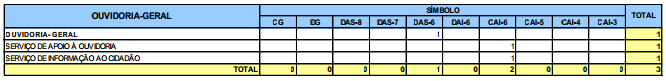 OUVIDORIA-GERAL SÍMBOLO TOTAL
CG DG DAS-8 DAS-7 DAS-6 DAI-6 CAI-6 CAI-5 CAI-4 CAI-3
OUVIDORIA- GERAL 1 1
SERVIÇO DE APOIO À OUVIDORIA 1 1
SERVIÇO DE INFORMAÇÃO AO CIDADÃO 1 1
TOTAL 0 0 0 0 1 0 2 0 0 0 3